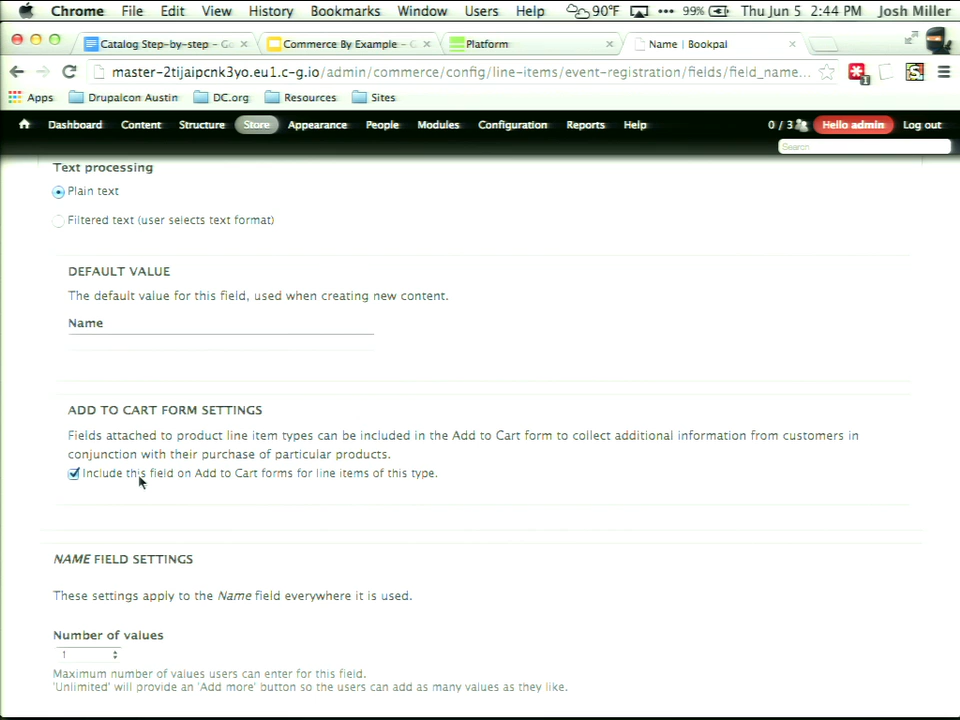 Chrome File Edit View History Bookmarks Window Users Help 90°F 99% Thu Jun 5 2:44 PM Josh Miller
Catalog Step-by-step - Go × Commerce By Example - G × Platform × Name | Bookpal ×
master-2tijaipcnk3yo.eu1.c-g.io/admin/commerce/config/line-items/event-registration/fields/field_name...
Apps Drupalcon Austin DC.org Resources Sites
Dashboard Content Structure Store Appearance People Modules Configuration Reports Help 0 / 3 Hello admin Log out
Search
Text processing
Plain text
Filtered text (user selects text format)
DEFAULT VALUE
The default value for this field, used when creating new content.
Name
ADD TO CART FORM SETTINGS
Fields attached to product line item types can be included in the Add to Cart form to collect additional information from customers in
conjunction with their purchase of particular products.
Include this field on Add to Cart forms for line items of this type.
NAME FIELD SETTINGS
These settings apply to the Name field everywhere it is used.
Number of values
1
Maximum number of values users can enter for this field.
'Unlimited' will provide an 'Add more' button so the users can add as many values as they like.